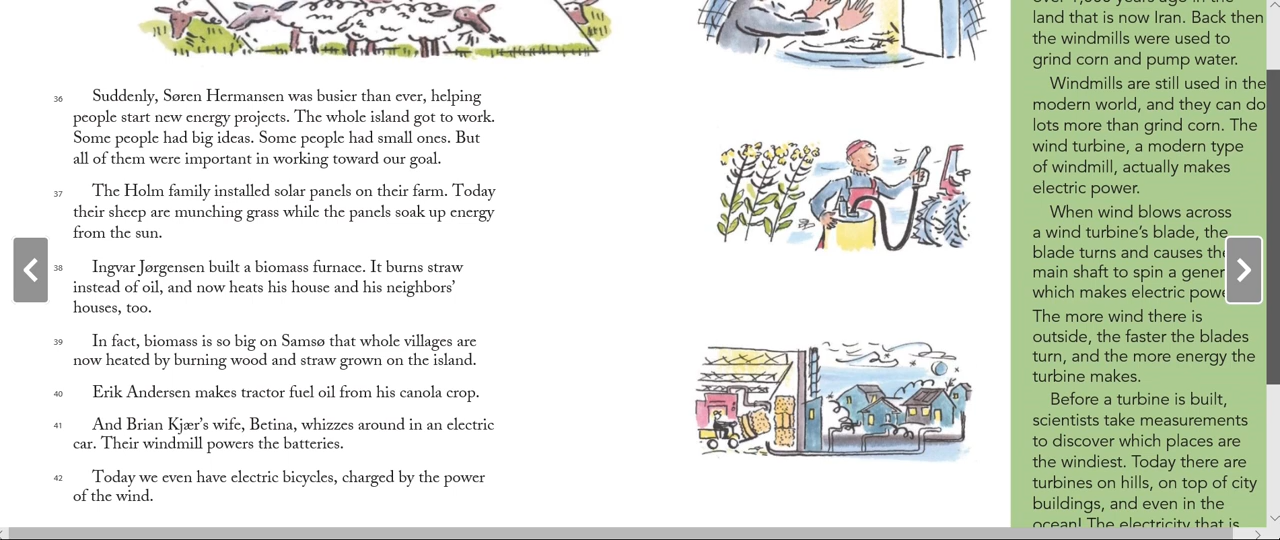 36 Suddenly, Søren Hermansen was busier than ever, helping
people start new energy projects. The whole island got to work.
Some people had big ideas. Some people had small ones. But
all of them were important in working toward our goal.
37 The Holm family installed solar panels on their farm. Today
their sheep are munching grass while the panels soak up energy
from the sun.
38 Ingvar Jørgensen built a biomass furnace. It burns straw
instead of oil, and now heats his house and his neighbors’
houses, too.
39 In fact, biomass is so big on Samsø that whole villages are
now heated by burning wood and straw grown on the island.
40 Erik Andersen makes tractor fuel oil from his canola crop.
41 And Brian Kjær’s wife, Betina, whizzes around in an electric
car. Their windmill powers the batteries.
42 Today we even have electric bicycles, charged by the power
of the wind.
years ago in the
land that is now Iran. Back then
the windmills were used to
grind corn and pump water.
Windmills are still used in the
modern world, and they can do
lots more than grind corn. The
wind turbine, a modern type
of windmill, actually makes
electric power.
When wind blows across
a wind turbine’s blade, the
blade turns and causes the
main shaft to spin a gener
which makes electric powe
The more wind there is
outside, the faster the blades
turn, and the more energy the
turbine makes.
Before a turbine is built,
scientists take measurements
to discover which places are
the windiest. Today there are
turbines on hills, on top of city
buildings, and even in the
ocean! The electricity that is